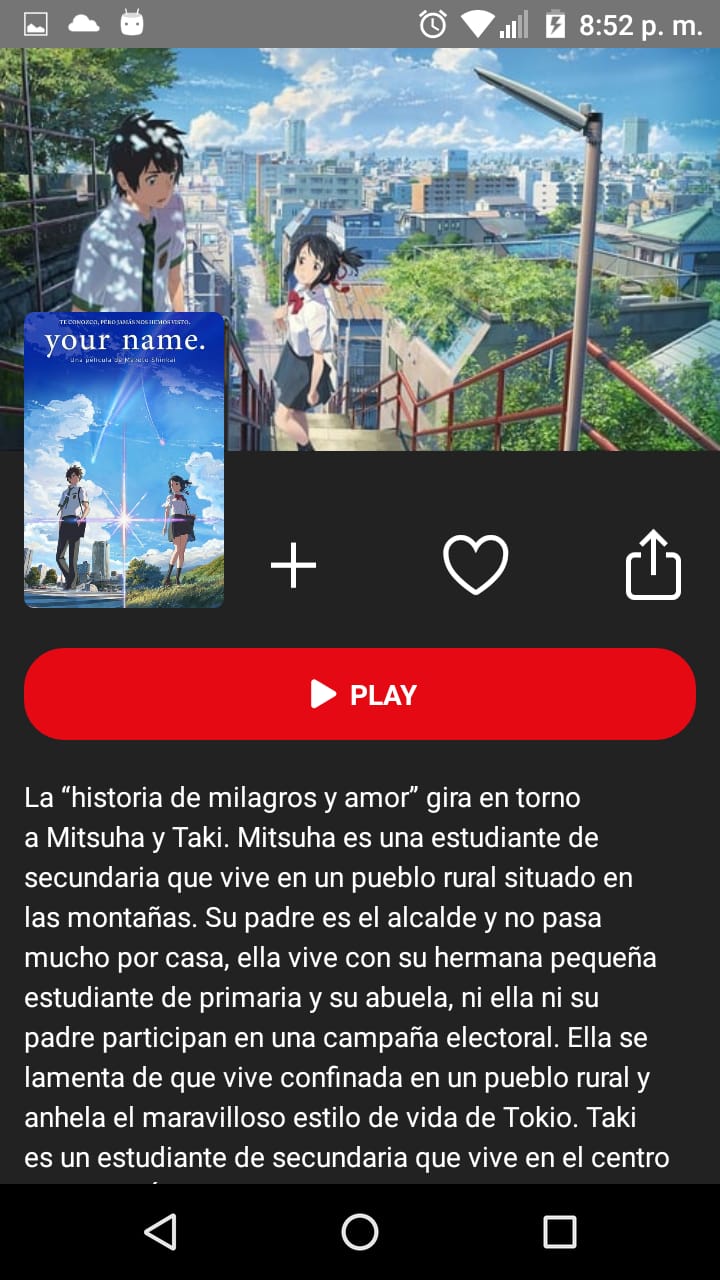 8:52 p. m.
TE CONOZCO, PERO JAMÁS NOS HEMOS VISTO.
your name.
Una película de Makoto Shinkai
PLAY
La “historia de milagros y amor” gira en torno
a Mitsuha y Taki. Mitsuha es una estudiante de
secundaria que vive en un pueblo rural situado en
las montañas. Su padre es el alcalde y no pasa
mucho por casa, ella vive con su hermana pequeña
estudiante de primaria y su abuela, ni ella ni su
padre participan en una campaña electoral. Ella se
lamenta de que vive confinada en un pueblo rural y
anhela el maravilloso estilo de vida de Tokio. Taki
es un estudiante de secundaria que vive en el centro